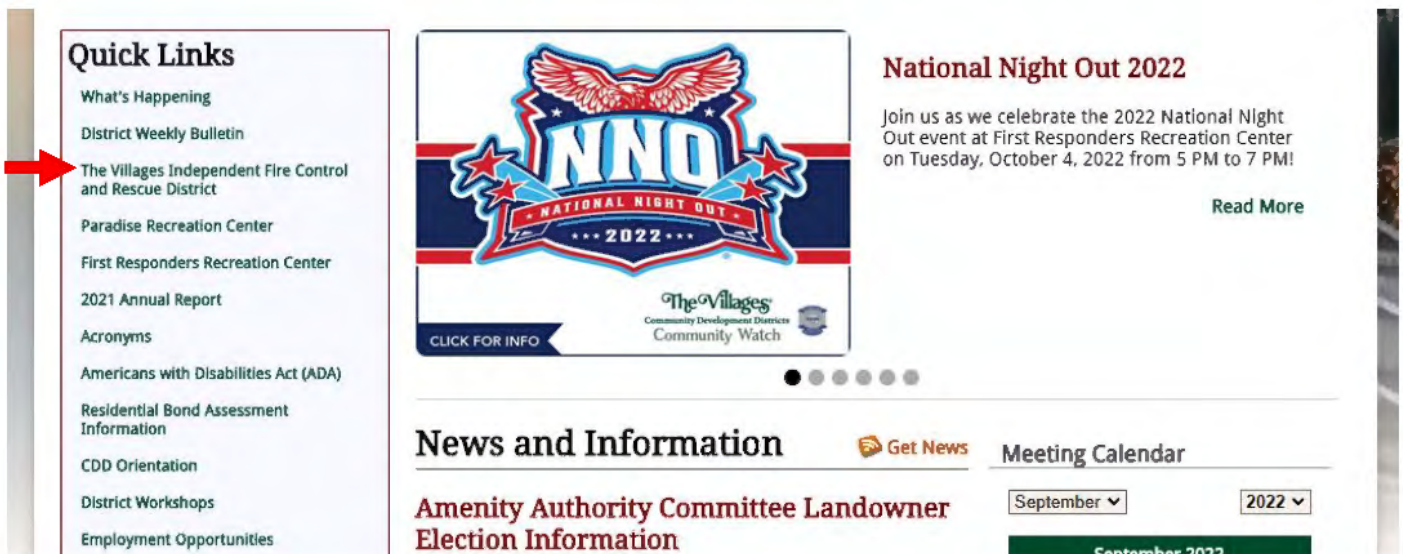 Quick Links
What's Happening
District Weekly Bulletin
The Villages Independent Fire Control
and Rescue District
Paradise Recreation Center
First Responders Recreation Center
2021 Annual Report
Acronyms
Americans with Disabilities Act (ADA)
Residential Bond Assessment
Information
CDD Orientation
District Workshops
Employment Opportunities
NNO
NATIONAL NIGHT OUT
2022
The Villages
Community Development Districts
Community Watch
CLICK FOR INFO
National Night Out 2022
Join us as we celebrate the 2022 National Night
Out event at First Responders Recreation Center
on Tuesday, October 4, 2022 from 5 PM to 7 PM!
Read More
News and Information
Get News
Amenity Authority Committee Landowner
Election Information
Meeting Calendar
September
2022
September 2022